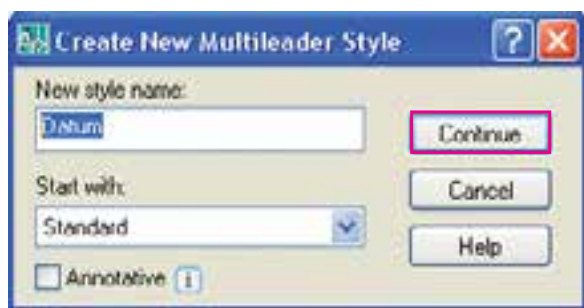 Create New Multileader Style
New style name:
Datum
Continue
Start with:
Cancel
Standard
Help
Annotative